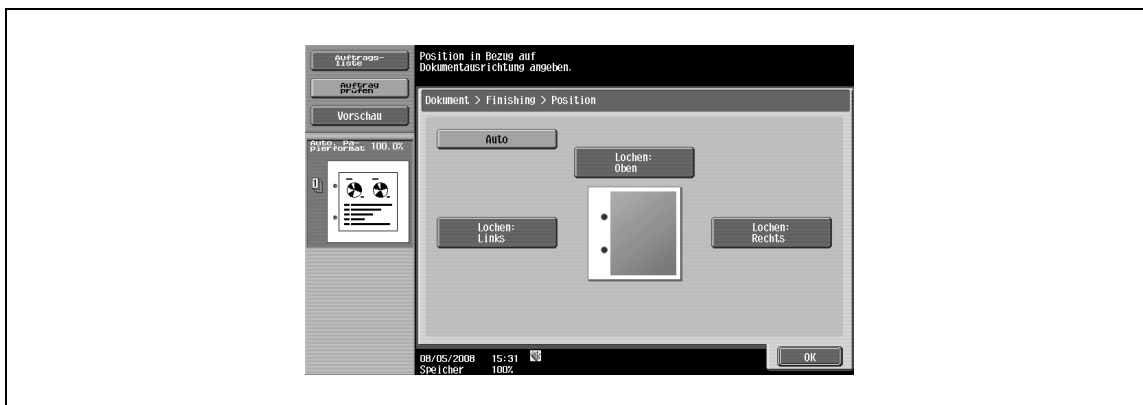 Auftrags-
liste
Auftrag
prüfen
Vorschau
Auto. Pa-
pierformat 100.0%
1
Position in Bezug auf
Dokumentausrichtung angeben.
Dokument > Finishing > Position
Auto
Lochen:
Oben
Lochen:
Links
Lochen:
Rechts
08/05/2008 15:31
Speicher 100%
OK